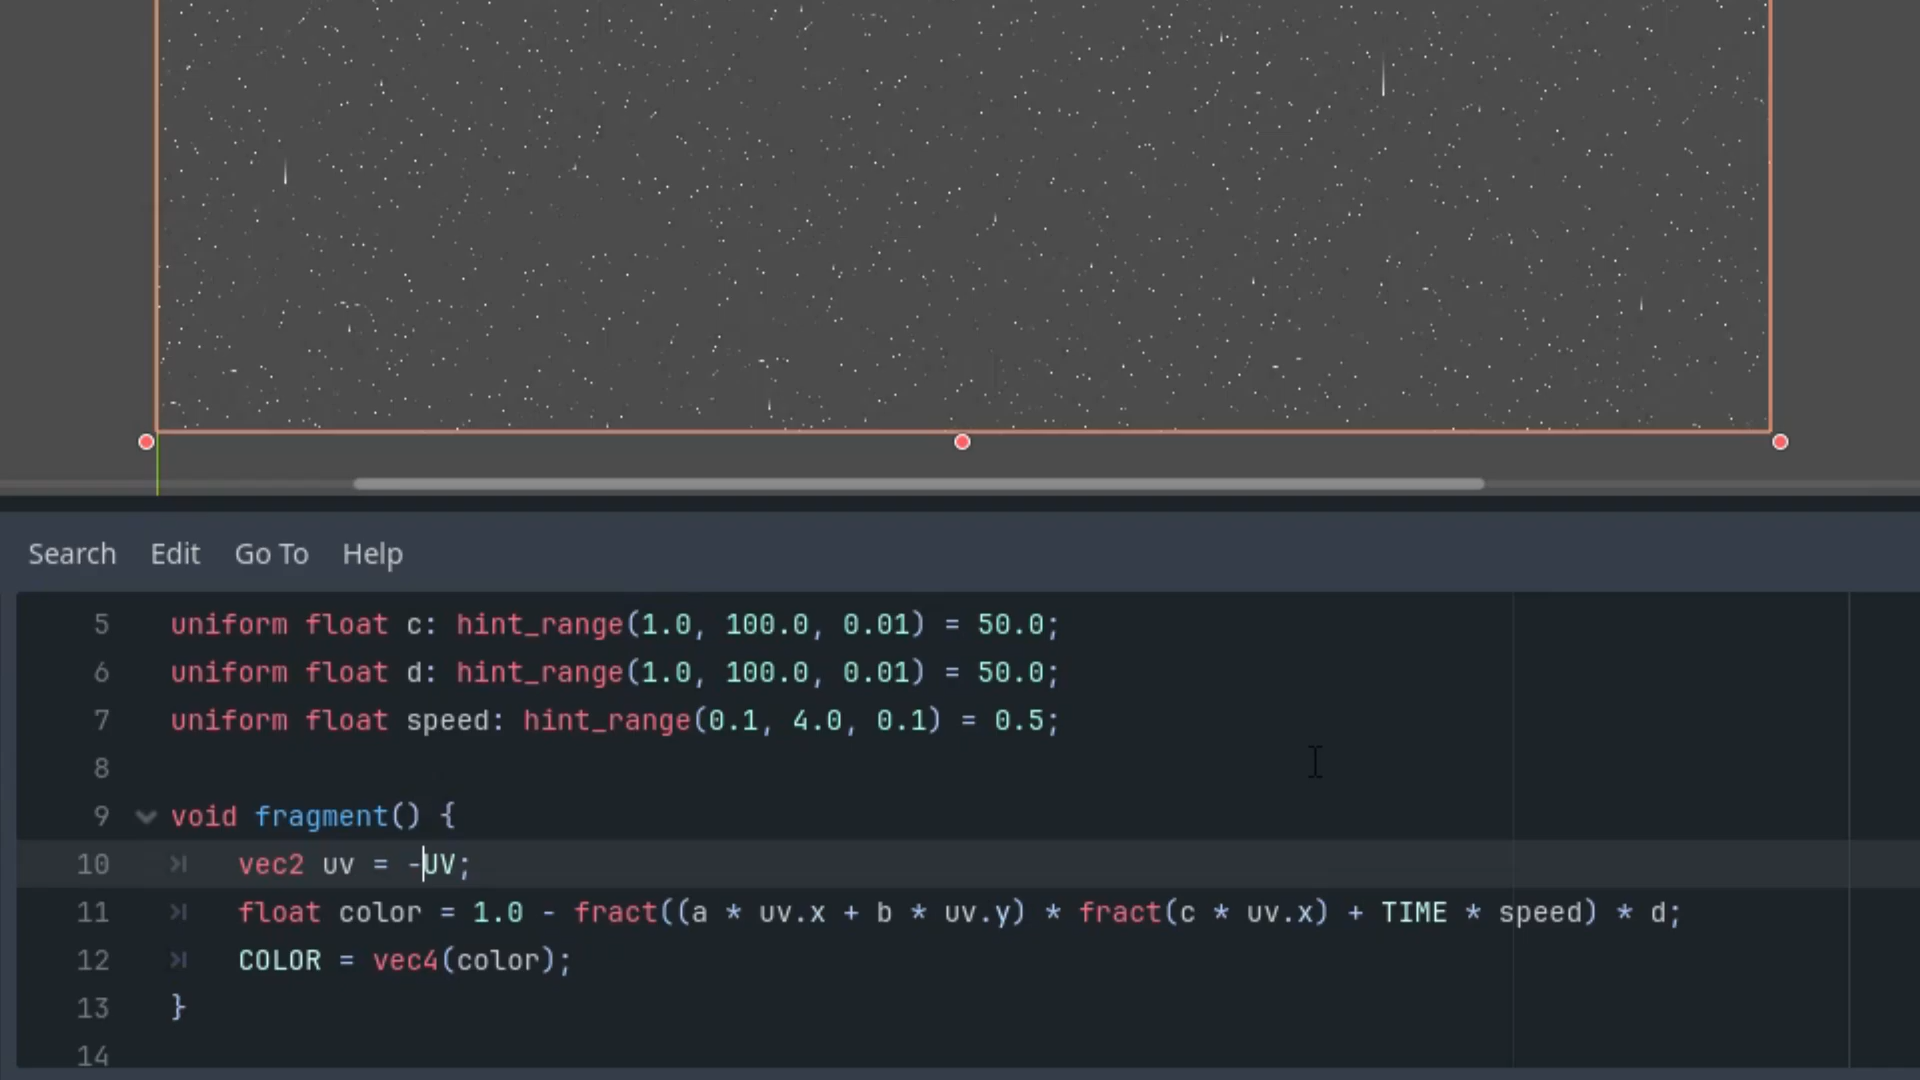 Search Edit Go To Help
5 uniform float c: hint_range(1.0, 100.0, 0.01) = 50.0;
6 uniform float d: hint_range(1.0, 100.0, 0.01) = 50.0;
7 uniform float speed: hint_range(0.1, 4.0, 0.1) = 0.5;
8
9 void fragment() {
10 vec2 uv = -UV;
11 float color = 1.0 - fract((a * uv.x + b * uv.y) * fract(c * uv.x) + TIME * speed) * d;
12 COLOR = vec4(color);
13 }
14